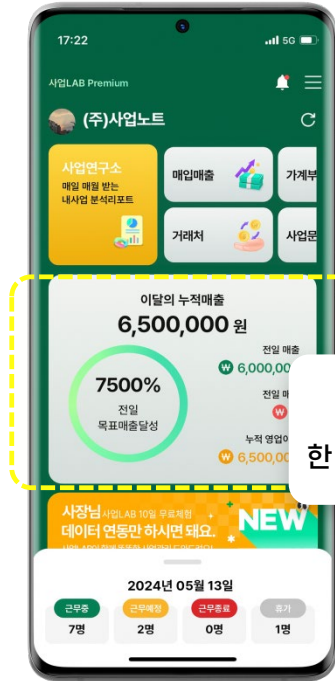 17:22
5G
사업LAB Premium
(주)사업노트
사업연구소
매일 매월 받는
내사업 분석리포트
매입매출
가계부
거래처
사업문
이달의 누적매출
6,500,000 원
7500%
전일
목표매출달성
전일 매출
6,000,00
전일 매
누적 영업이
6,500,00
한
사장님 사업LAB 10일 무료체험
데이터 연동만 하시면 돼요.
NEW
2024년 05월 13일
근무중
근무예정
근무종료
휴가
7명
2명
0명
1명